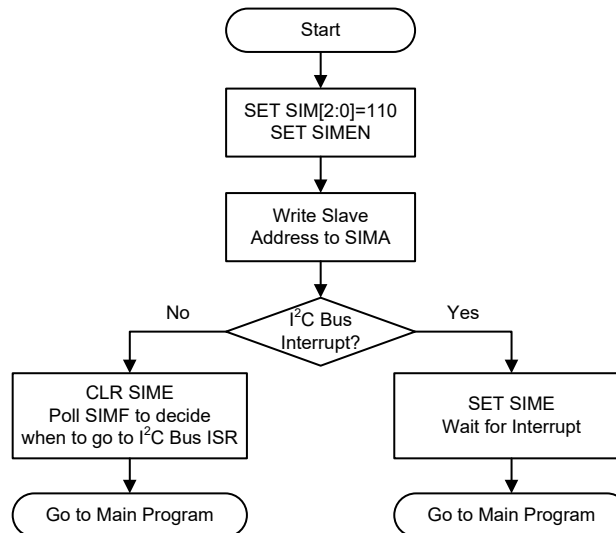 Start
SET SIM[2:0]=110
SET SIMEN
Write Slave
Address to SIMA
No
I²C Bus
Interrupt?
Yes
CLR SIME
Poll SIMF to decide
when to go to I²C Bus ISR
SET SIME
Wait for Interrupt
Go to Main Program
Go to Main Program